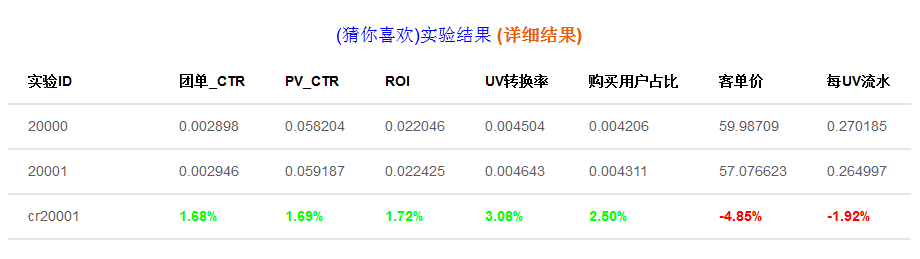 (猜你喜欢)实验结果 (详细结果)
实验ID 团单_CTR PV_CTR ROI UV转换率 购买用户占比 客单价 每UV流水
20000 0.002898 0.058204 0.022046 0.004504 0.004206 59.98709 0.270185
20001 0.002946 0.059187 0.022425 0.004643 0.004311 57.076623 0.264997
cr20001 1.68% 1.69% 1.72% 3.08% 2.50% -4.85% -1.92%